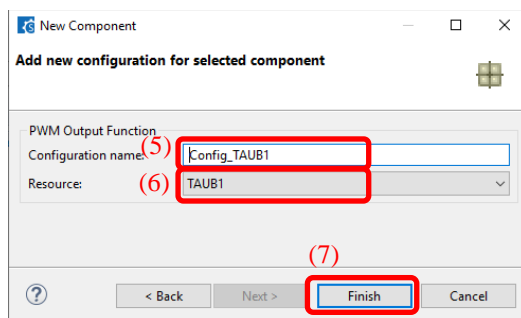 New Component
Add new configuration for selected component
PWM Output Function
Configuration name: (5) Config_TAUB1
Resource: (6) TAUB1
(7)
? < Back Next > Finish Cancel